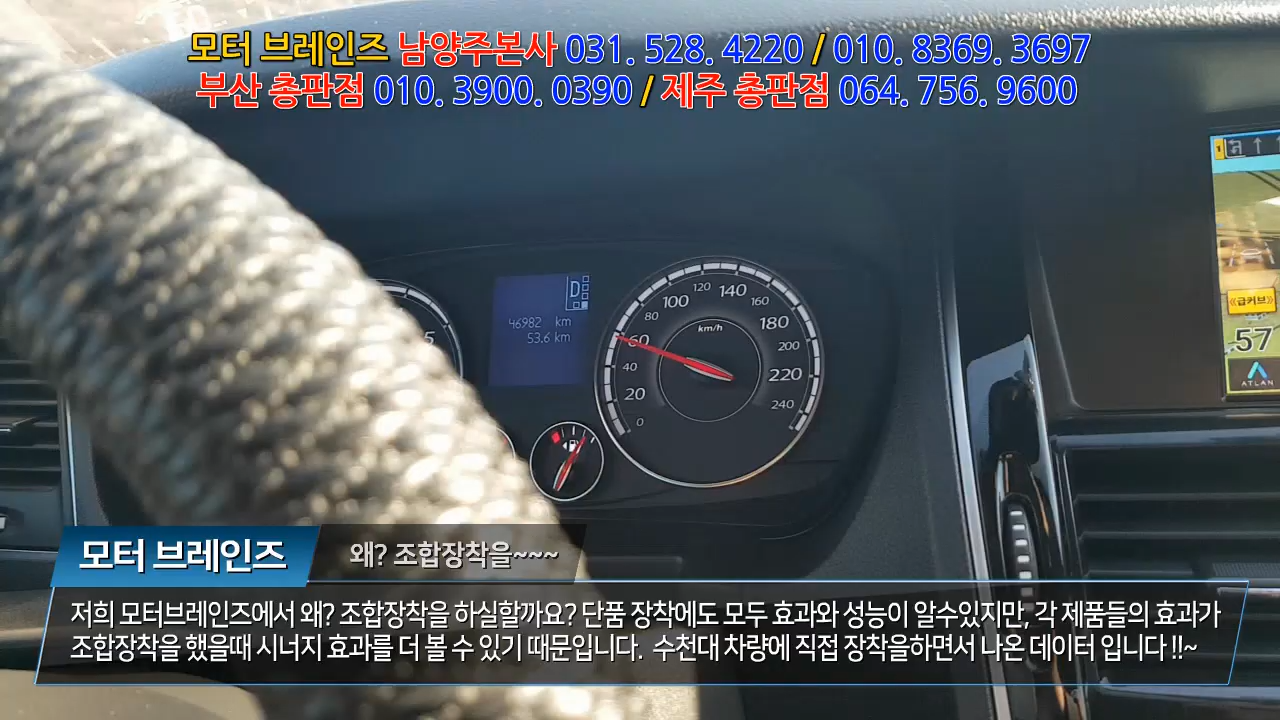 모터 브레인즈 남양주본사 031. 528. 4220 / 010. 8369. 3697
부산 총판점 010. 3900. 0390 / 제주 총판점 064. 756. 9600
D
46982 km
53.6 km
5
0
20
40
60
80
100
120
140
160
180
200
220
240
km/h
1
《급커브》
57
ATLAN
모터 브레인즈
왜? 조합장착을~~~
저희 모터브레인즈에서 왜? 조합장착을 하실할까요? 단품 장착에도 모두 효과와 성능이 알수있지만, 각 제품들의 효과가
조합장착을 했을때 시너지 효과를 더 볼 수 있기 때문입니다. 수천대 차량에 직접 장착을하면서 나온 데이터 입니다 !!~